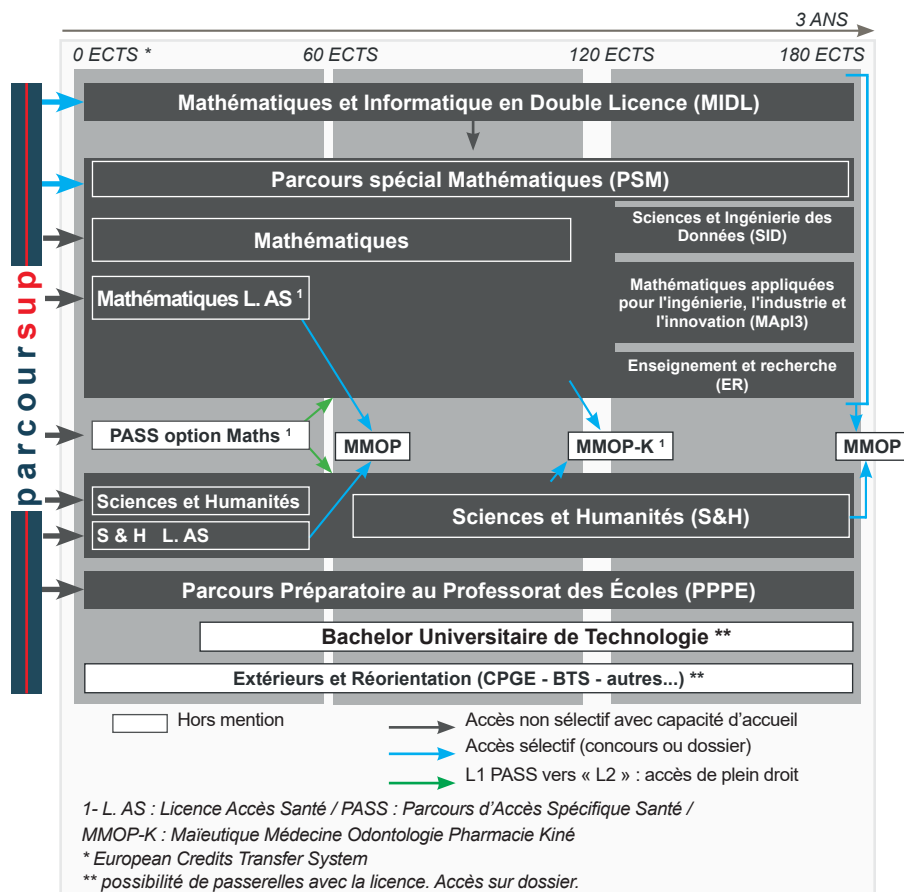 3 ANS
0 ECTS *
60 ECTS
120 ECTS
180 ECTS
parcoursup
Mathématiques et Informatique en Double Licence (MIDL)
Parcours spécial Mathématiques (PSM)
Mathématiques
Sciences et Ingénierie des
Données (SID)
Mathématiques L. AS 1
Mathématiques appliquées
pour l'ingénierie, l'industrie et
l'innovation (MApI3)
Enseignement et recherche
(ER)
PASS option Maths 1
MMOP
MMOP-K 1
MMOP
Sciences et Humanités
S & H L. AS
Sciences et Humanités (S&H)
Parcours Préparatoire au Professorat des Écoles (PPPE)
Bachelor Universitaire de Technologie **
Extérieurs et Réorientation (CPGE - BTS - autres...) **
Hors mention
Accès non sélectif avec capacité d'accueil
Accès sélectif (concours ou dossier)
L1 PASS vers « L2 » : accès de plein droit
1- L. AS : Licence Accès Santé / PASS : Parcours d'Accès Spécifique Santé /
MMOP-K : Maïeutique Médecine Odontologie Pharmacie Kiné
* European Credits Transfer System
** possibilité de passerelles avec la licence. Accès sur dossier.